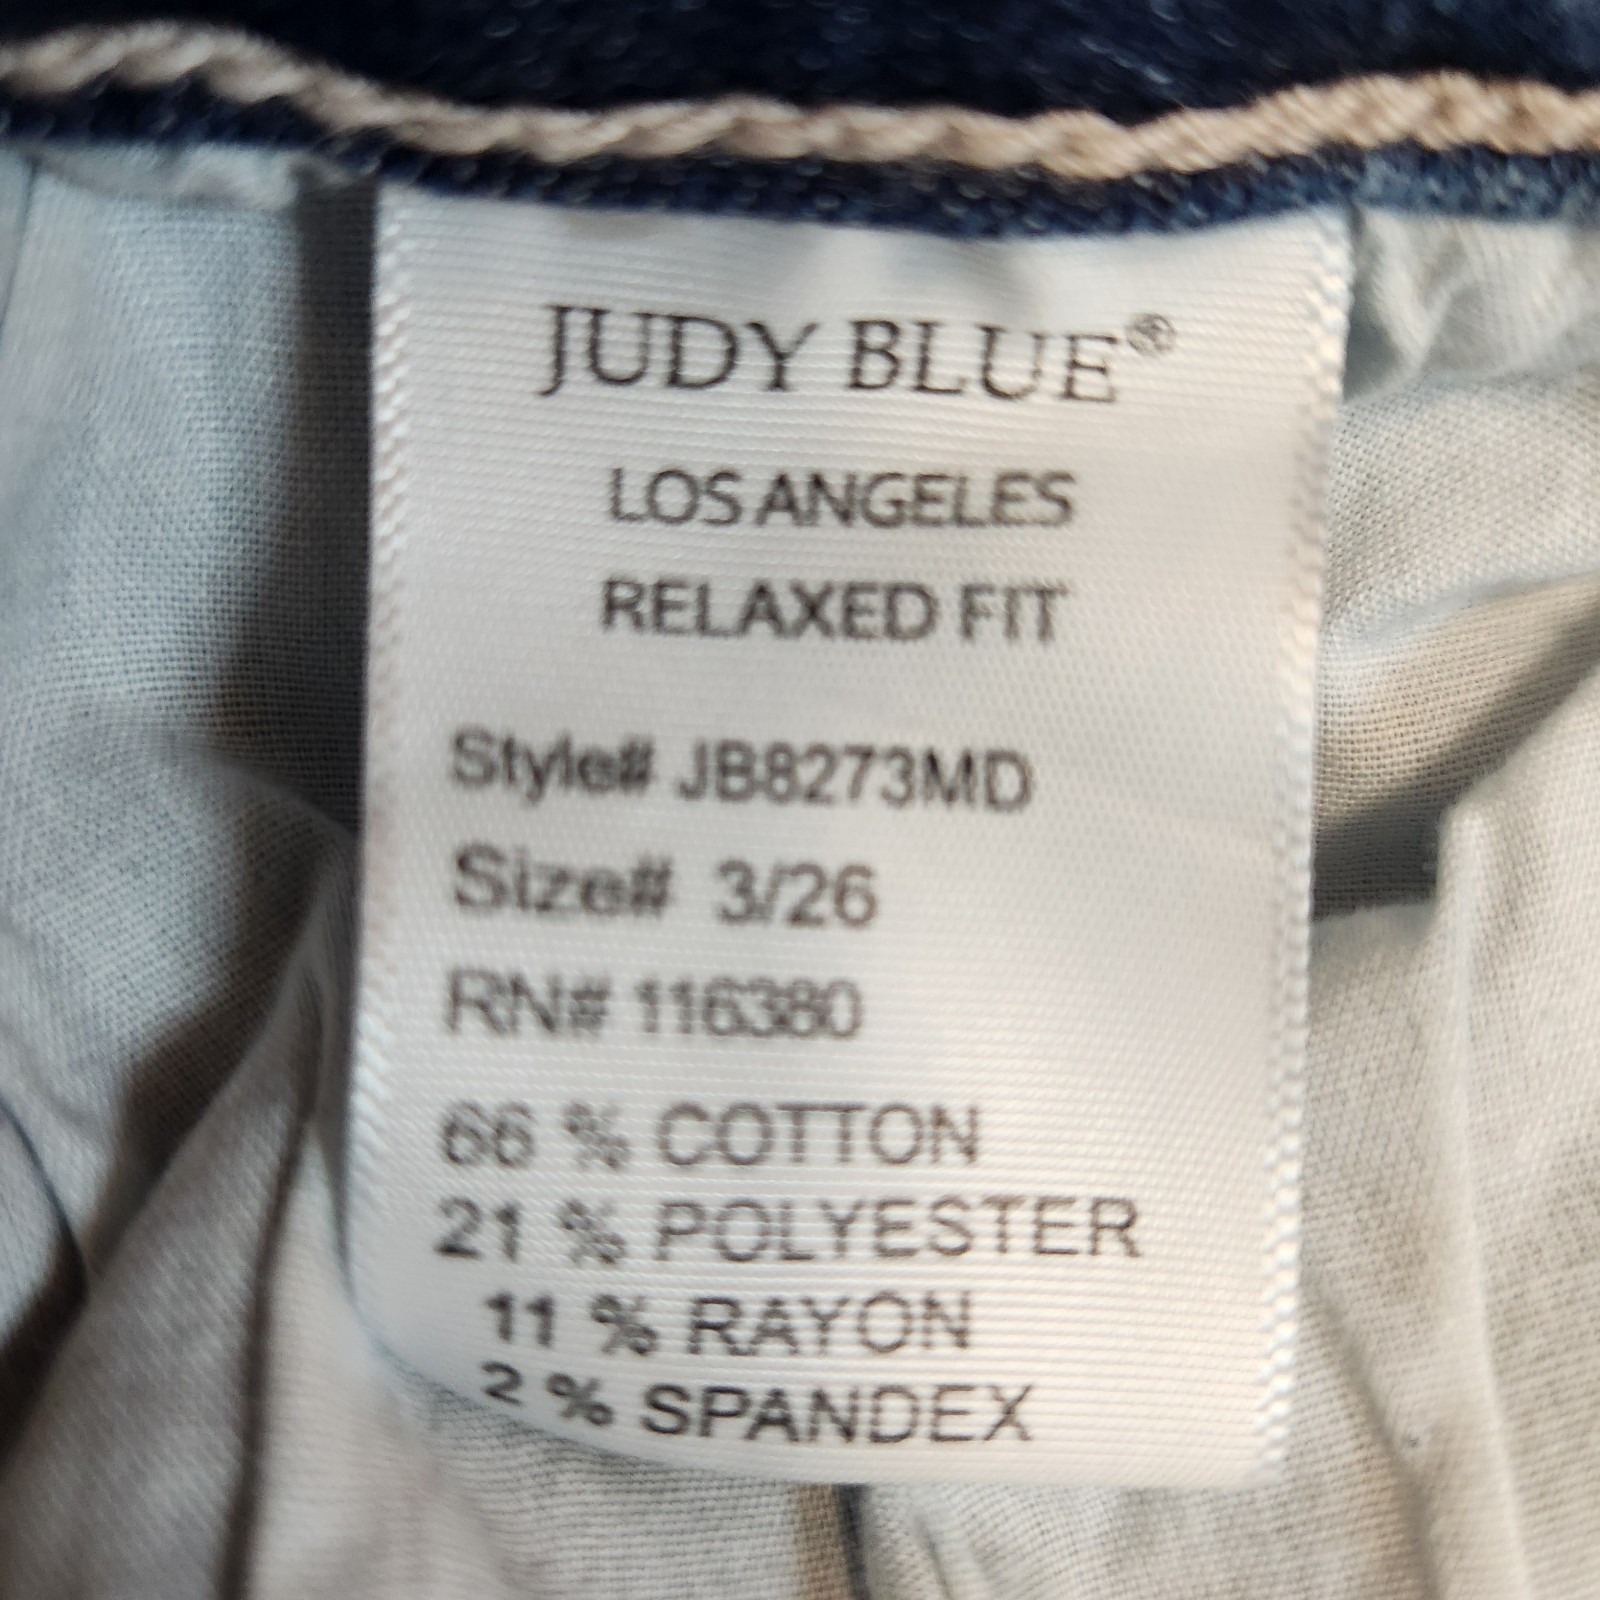 JUDY BLUE®
LOS ANGELES
RELAXED FIT
Style# JB8273MD
Size# 3/26
RN# 116380
66 % COTTON
21 % POLYESTER
11 % RAYON
2 % SPANDEX